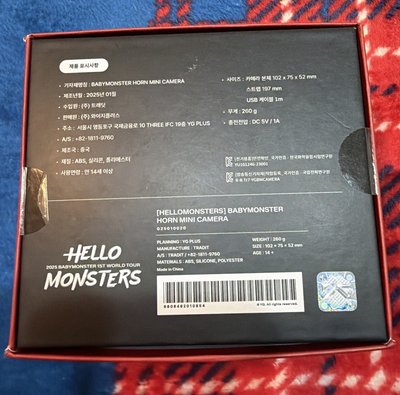 제품 표시사항
· 기자재명칭 : BABYMONSTER HORN MINI CAMERA
· 제조년월 : 2025년 01월
· 수입원 : (주) 트래딧
· 판매원 : (주) 와이지플러스
· 주소 : 서울시 영등포구 국제금융로 10 THREE IFC 19층 YG PLUS
· A/S : +82-1811-9760
· 제조국 : 중국
· 재질 : ABS, 실리콘, 폴리에스터
· 사용연령 : 만 14세 이상
· 사이즈 : 카메라 본체 102 x 75 x 52 mm
스트랩 197 mm
USB 케이블 1m
· 무게 : 260 g
· 충전전압 : DC 5V / 1A
[HELLOMONSTERS] BABYMONSTER
HORN MINI CAMERA
025010020
PLANNING : YG PLUS
MANUFACTURE : TRADIT
A/S : TRADIT / +82-1811-9760
MATERIALS : ABS, SILICONE, POLYESTER
Made in China
WEIGHT : 260 g
SIZE : 102 x 75 x 52 mm
AGE : 14 +
HELLO
2025 BABYMONSTER 1ST WORLD TOUR
MONSTERS
© YG. All rights reserved.